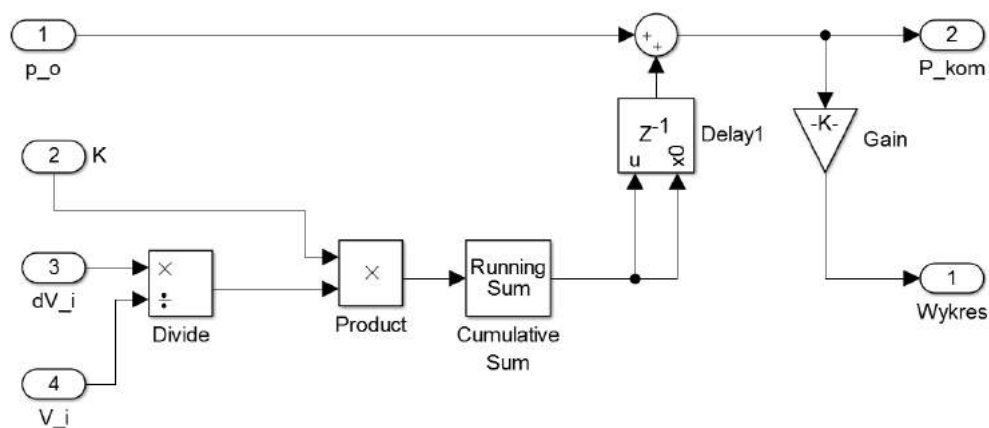 1
p_o
+
+
2
P_kom
Z-1
u
x0
Delay1
-K-
Gain
2
K
3
dV_i
×
÷
Divide
×
Product
Running
Sum
Cumulative
Sum
1
Wykres
4
V_i